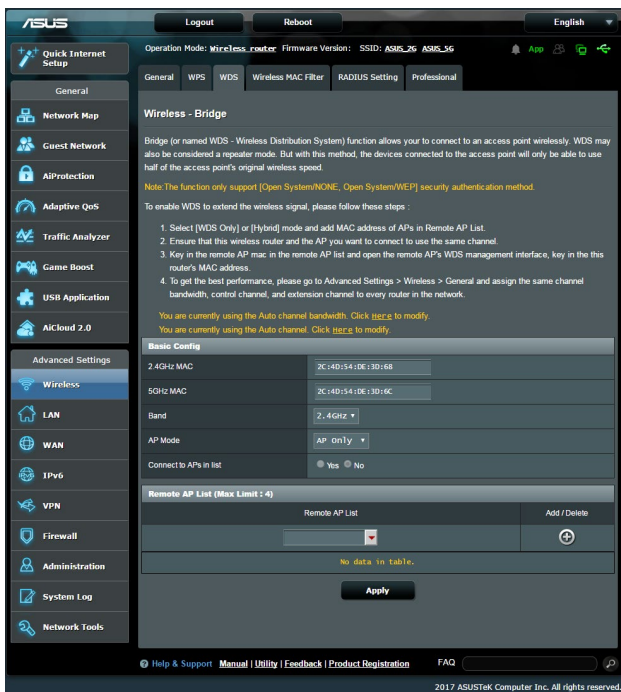 ASUS
Logout
Reboot
English
Quick Internet
Setup
Operation Mode: Wireless router Firmware Version: SSID: ASUS_2G ASUS_5G
App
General
WPS
WDS
Wireless MAC Filter
RADIUS Setting
Professional
General
Network Map
Guest Network
AiProtection
Adaptive QoS
Traffic Analyzer
Game Boost
USB Application
AiCloud 2.0
Advanced Settings
Wireless
LAN
WAN
IPv6
VPN
Firewall
Administration
System Log
Network Tools
Wireless - Bridge
Bridge (or named WDS - Wireless Distribution System) function allows your to connect to an access point wirelessly. WDS may
also be considered a repeater mode. But with this method, the devices connected to the access point will only be able to use
half of the access point's original wireless speed.
Note:The function only support [Open System/NONE, Open System/WEP] security authentication method.
To enable WDS to extend the wireless signal, please follow these steps :
1. Select [WDS Only] or [Hybrid] mode and add MAC address of APs in Remote AP List.
2. Ensure that this wireless router and the AP you want to connect to use the same channel.
3. Key in the remote AP mac in the remote AP list and open the remote AP's WDS management interface, key in the this
router's MAC address.
4. To get the best performance, please go to Advanced Settings > Wireless > General and assign the same channel
bandwidth, control channel, and extension channel to every router in the network.
You are currently using the Auto channel bandwidth. Click Here to modify.
You are currently using the Auto channel. Click Here to modify.
Basic Config
2.4GHz MAC
2C:4D:54:DE:3D:68
5GHz MAC
2C:4D:54:DE:3D:6C
Band
2.4GHz
AP Mode
AP Only
Connect to APs in list
Yes No
Remote AP List (Max Limit : 4)
Remote AP List
Add / Delete
No data in table.
Apply
Help & Support Manual | Utility | Feedback | Product Registration
FAQ
2017 ASUSTeK Computer Inc. All rights reserved.